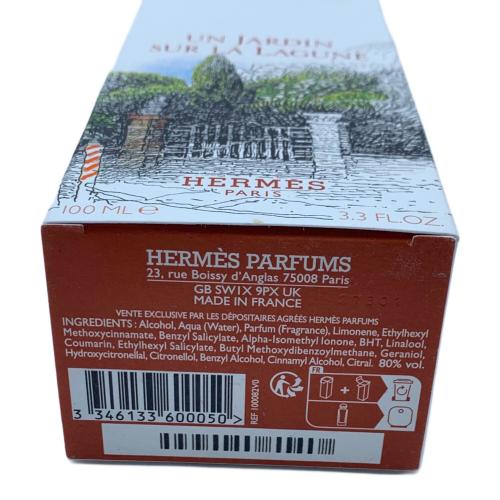 UN JARDIN
SUR LA LAGUNE
HERMÈS
PARIS
100 ML e
3.3 FL.OZ.
HERMÈS PARFUMS
23, rue Boissy d'Anglas 75008 Paris
GB SW1X 9PX UK
MADE IN FRANCE
VENTE EXCLUSIVE PAR LES DÉPOSITAIRES AGRÉÉS HERMÈS PARFUMS
INGREDIENTS : Alcohol, Aqua (Water), Parfum (Fragrance), Limonene, Ethylhexyl
Methoxycinnamate, Benzyl Salicylate, Alpha-Isomethyl Ionone, BHT, Linalool,
Coumarin, Ethylhexyl Salicylate, Butyl Methoxydibenzoylmethane, Geraniol,
Hydroxycitronellal, Citronellol, Benzyl Alcohol, Cinnamyl Alcohol, Citral. 80% vol.
FR
+
REF 10082V0
3 346133 600050 >